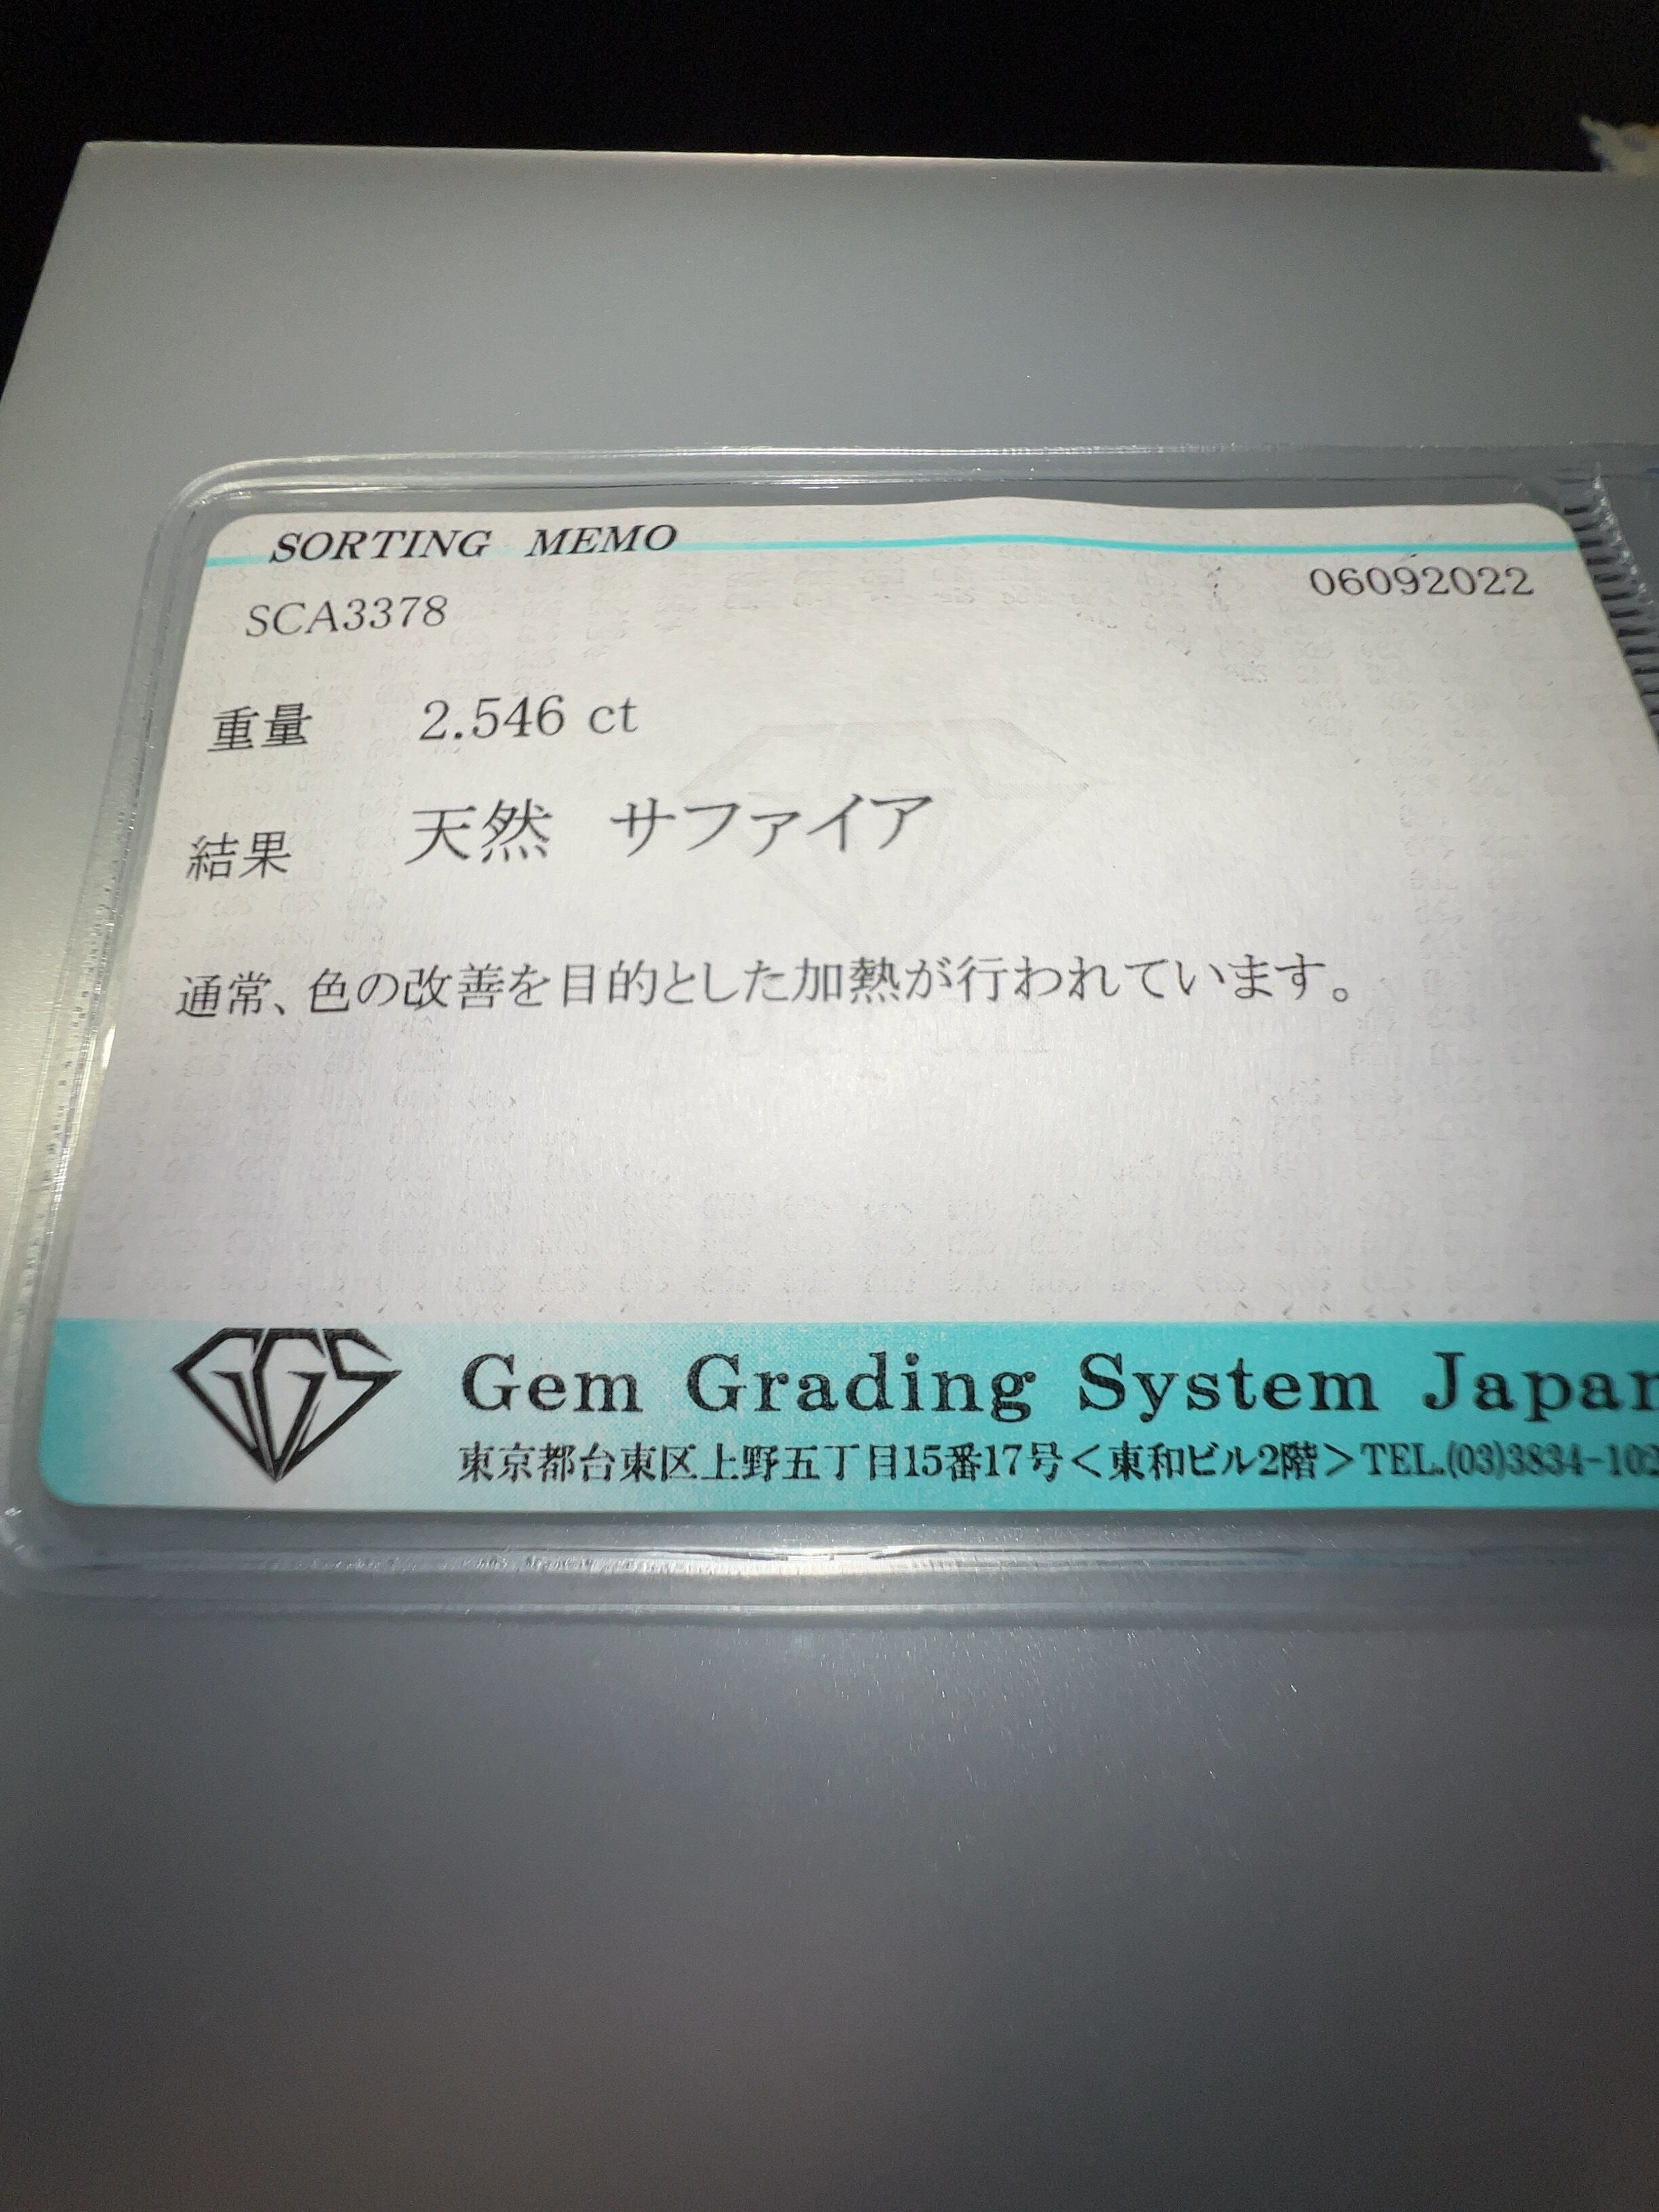 SORTING MEMO
SCA3378 06092022
重量 2.546 ct
結果 天然 サファイア
通常、色の改善を目的とした加熱が行われています。
GGS Gem Grading System Japan
東京都台東区上野五丁目15番17号＜東和ビル2階＞TEL.(03)3834-102